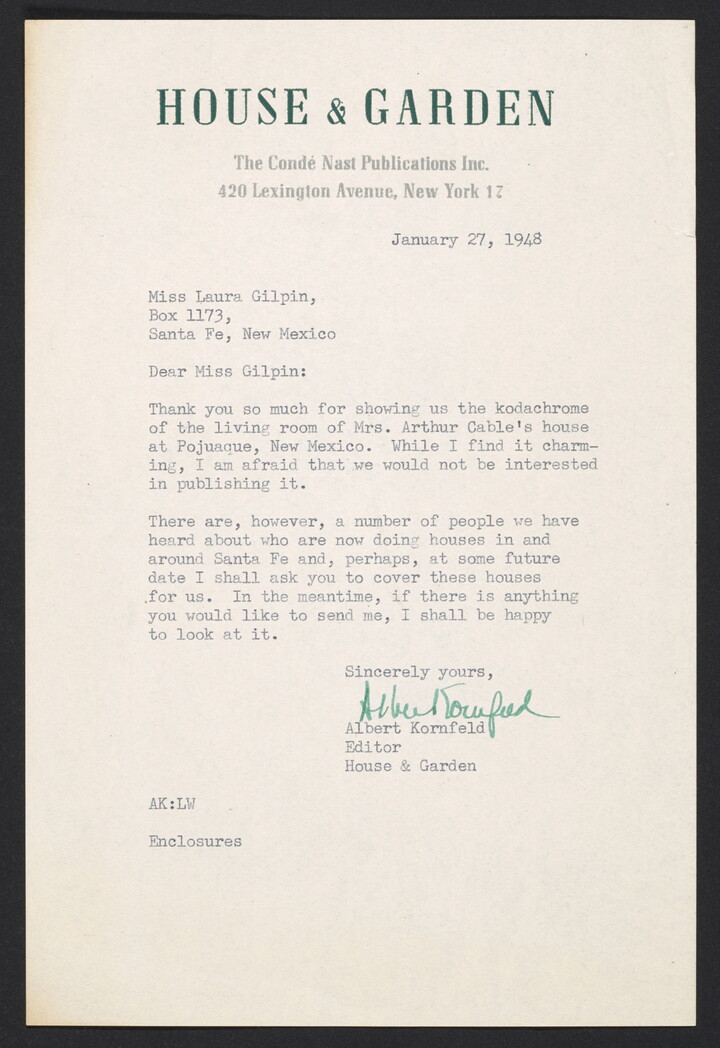 HOUSE & GARDEN
The Condé Nast Publications Inc.
420 Lexington Avenue, New York 17
January 27, 1948
Miss Laura Gilpin,
Box 1173,
Santa Fe, New Mexico
Dear Miss Gilpin:
Thank you so much for showing us the kodachrome
of the living room of Mrs. Arthur Cable's house
at Pojuaque, New Mexico. While I find it charm-
ing, I am afraid that we would not be interested
in publishing it.
There are, however, a number of people we have
heard about who are now doing houses in and
around Santa Fe and, perhaps, at some future
date I shall ask you to cover these houses
for us. In the meantime, if there is anything
you would like to send me, I shall be happy
to look at it.
Sincerely yours,
Albert Kornfeld
Albert Kornfeld
Editor
House & Garden
AK:LW
Enclosures